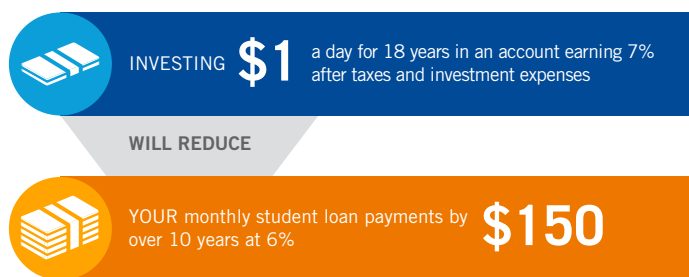 INVESTING $1 a day for 18 years in an account earning 7%
after taxes and investment expenses
WILL REDUCE
YOUR monthly student loan payments by $150
over 10 years at 6%